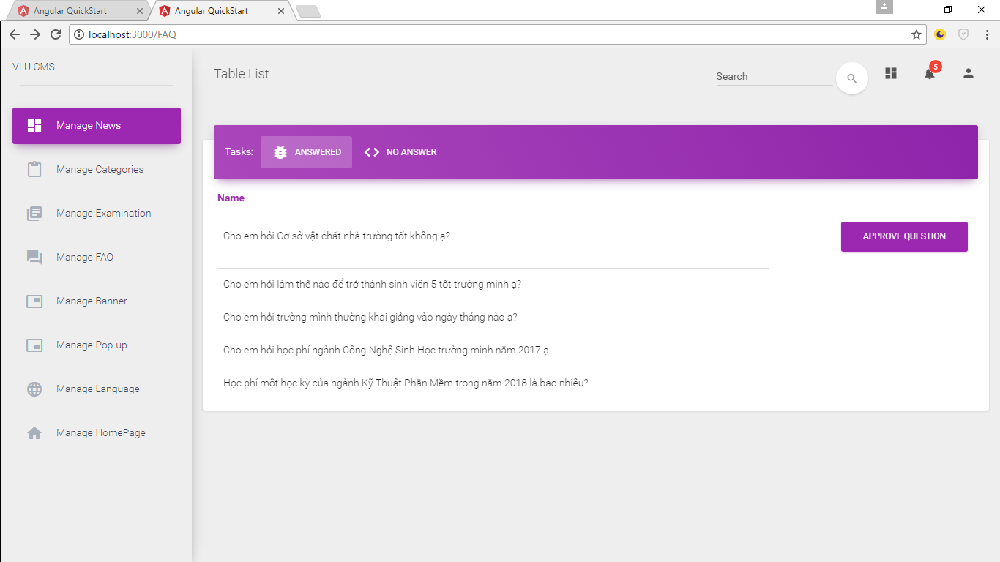 Angular QuickStart
Angular QuickStart
localhost:3000/FAQ
VLU CMS
Manage News
Manage Categories
Manage Examination
Manage FAQ
Manage Banner
Manage Pop-up
Manage Language
Manage HomePage
Table List
Search
5
Tasks: ANSWERED NO ANSWER
Name
Cho em hỏi Cơ sở vật chất nhà trường tốt không ạ?
APPROVE QUESTION
Cho em hỏi làm thế nào để trở thành sinh viên 5 tốt trường mình ạ?
Cho em hỏi trường mình thường khai giảng vào ngày tháng nào ạ?
Cho em hỏi học phí ngành Công Nghệ Sinh Học trường mình năm 2017 ạ
Học phí một học kỳ của ngành Kỹ Thuật Phần Mềm trong năm 2018 là bao nhiêu?